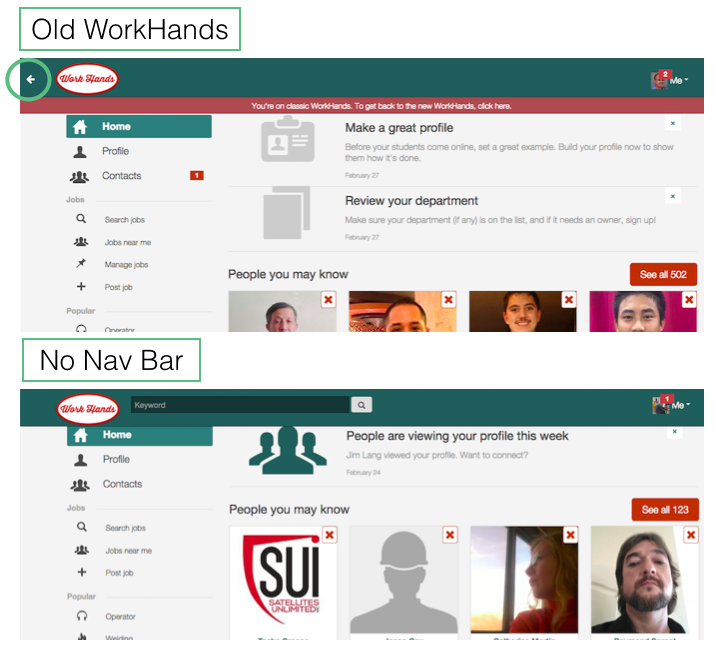 Old WorkHands
Work Hands
2
Me
You're on classic WorkHands. To get back to the new WorkHands, click here.
Home
Profile
Contacts
1
Jobs
Search jobs
Jobs near me
Manage jobs
Post job
Popular
Operator
Make a great profile
Before your students come online, set a great example. Build your profile now to show
them how it's done.
February 27
Review your department
Make sure your department (if any) is on the list, and if it needs an owner, sign up!
February 27
People you may know
See all 502
No Nav Bar
Work Hands
Keyword
1
Me
Home
Profile
Contacts
Jobs
Search jobs
Jobs near me
Post job
Popular
Operator
Welding
People are viewing your profile this week
Jim Lang viewed your profile. Want to connect?
February 24
People you may know
See all 123
SUI
SATELLITES
UNLIMITED